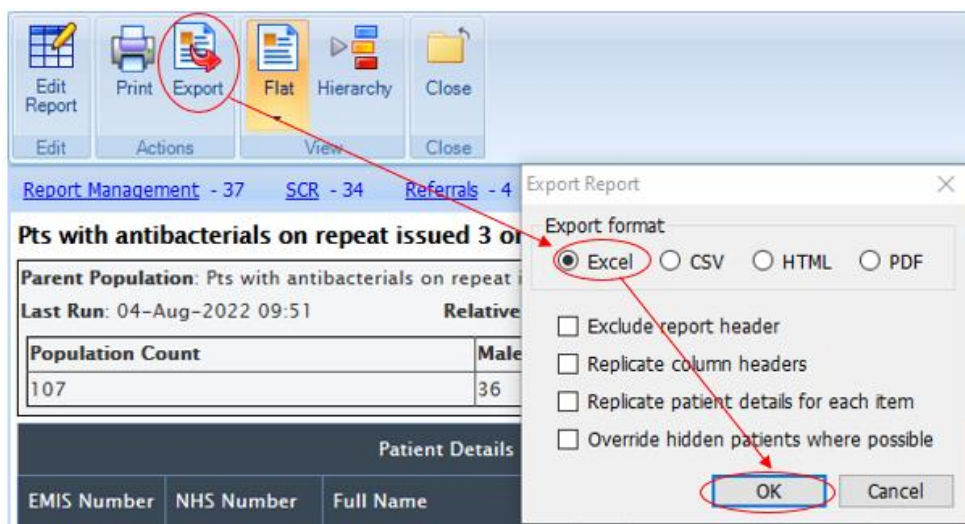 Edit
Report
Print
Export
Flat
Hierarchy
Close
Edit
Actions
View
Close
Report Management - 37 SCR - 34 Referrals - 4
Pts with antibacterials on repeat issued 3 or
Parent Population: Pts with antibacterials on repeat
Last Run: 04-Aug-2022 09:51 Relative
Population Count Male
107 36
Patient Details
EMIS Number NHS Number Full Name
Export Report
Export format
Excel CSV HTML PDF
Exclude report header
Replicate column headers
Replicate patient details for each item
Override hidden patients where possible
OK Cancel